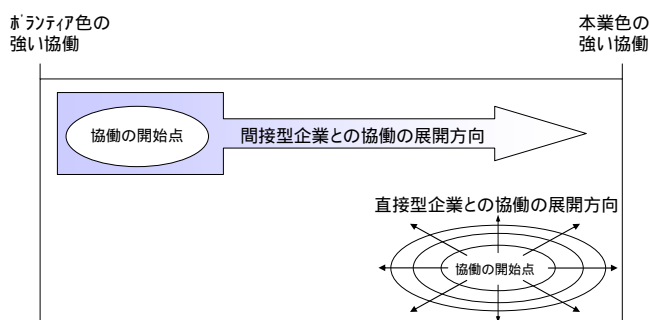 ﾎﾞﾗﾝﾃｨｱ色の
強い協働
本業色の
強い協働
協働の開始点
間接型企業との協働の展開方向
直接型企業との協働の展開方向
協働の開始点